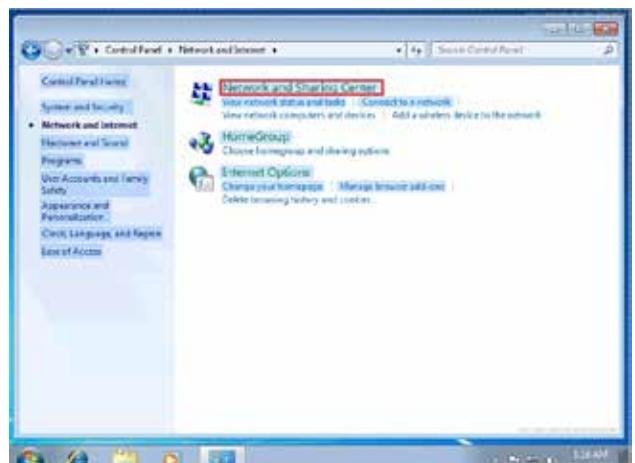 Control Panel ▸ Network and Internet ▸
Search Control Panel
Control Panel Home
System and Security
Network and Internet
Hardware and Sound
Programs
User Accounts and Family
Safety
Appearance and
Personalization
Clock, Language, and Region
Ease of Access
Network and Sharing Center
View network status and tasks Connect to a network
View network computers and devices Add a wireless device to the network
HomeGroup
Choose homegroup and sharing options
Internet Options
Change your homepage Manage browser add-ons
Delete browsing history and cookies